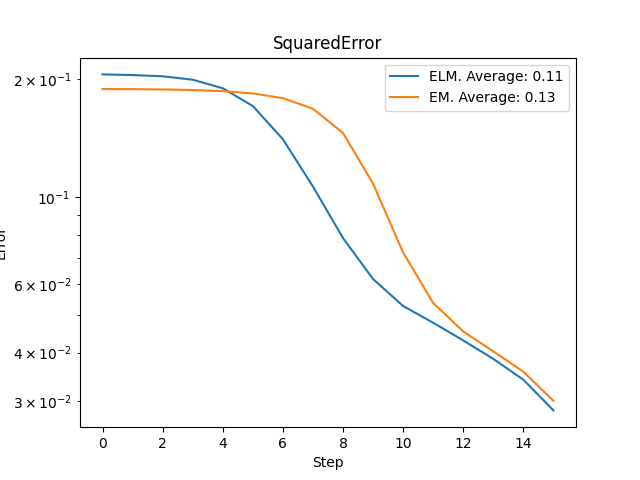 SquaredError
ELM. Average: 0.11
EM. Average: 0.13
2 × 10⁻¹
10⁻¹
6 × 10⁻²
4 × 10⁻²
3 × 10⁻²
0 2 4 6 8 10 12 14
Step